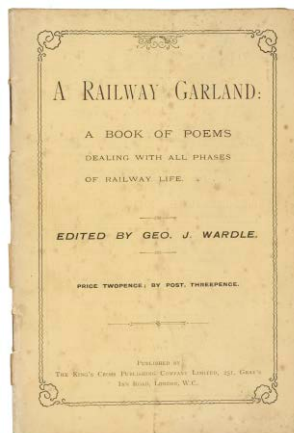 A RAILWAY GARLAND:
A BOOK OF POEMS
DEALING WITH ALL PHASES
OF RAILWAY LIFE.
EDITED BY GEO. J. WARDLE.
PRICE TWOPENCE; BY POST, THREEPENCE.
PUBLISHED BY
THE KING'S CROSS PUBLISHING COMPANY LIMITED, GRAY'S
INN ROAD, LONDON, W.C.